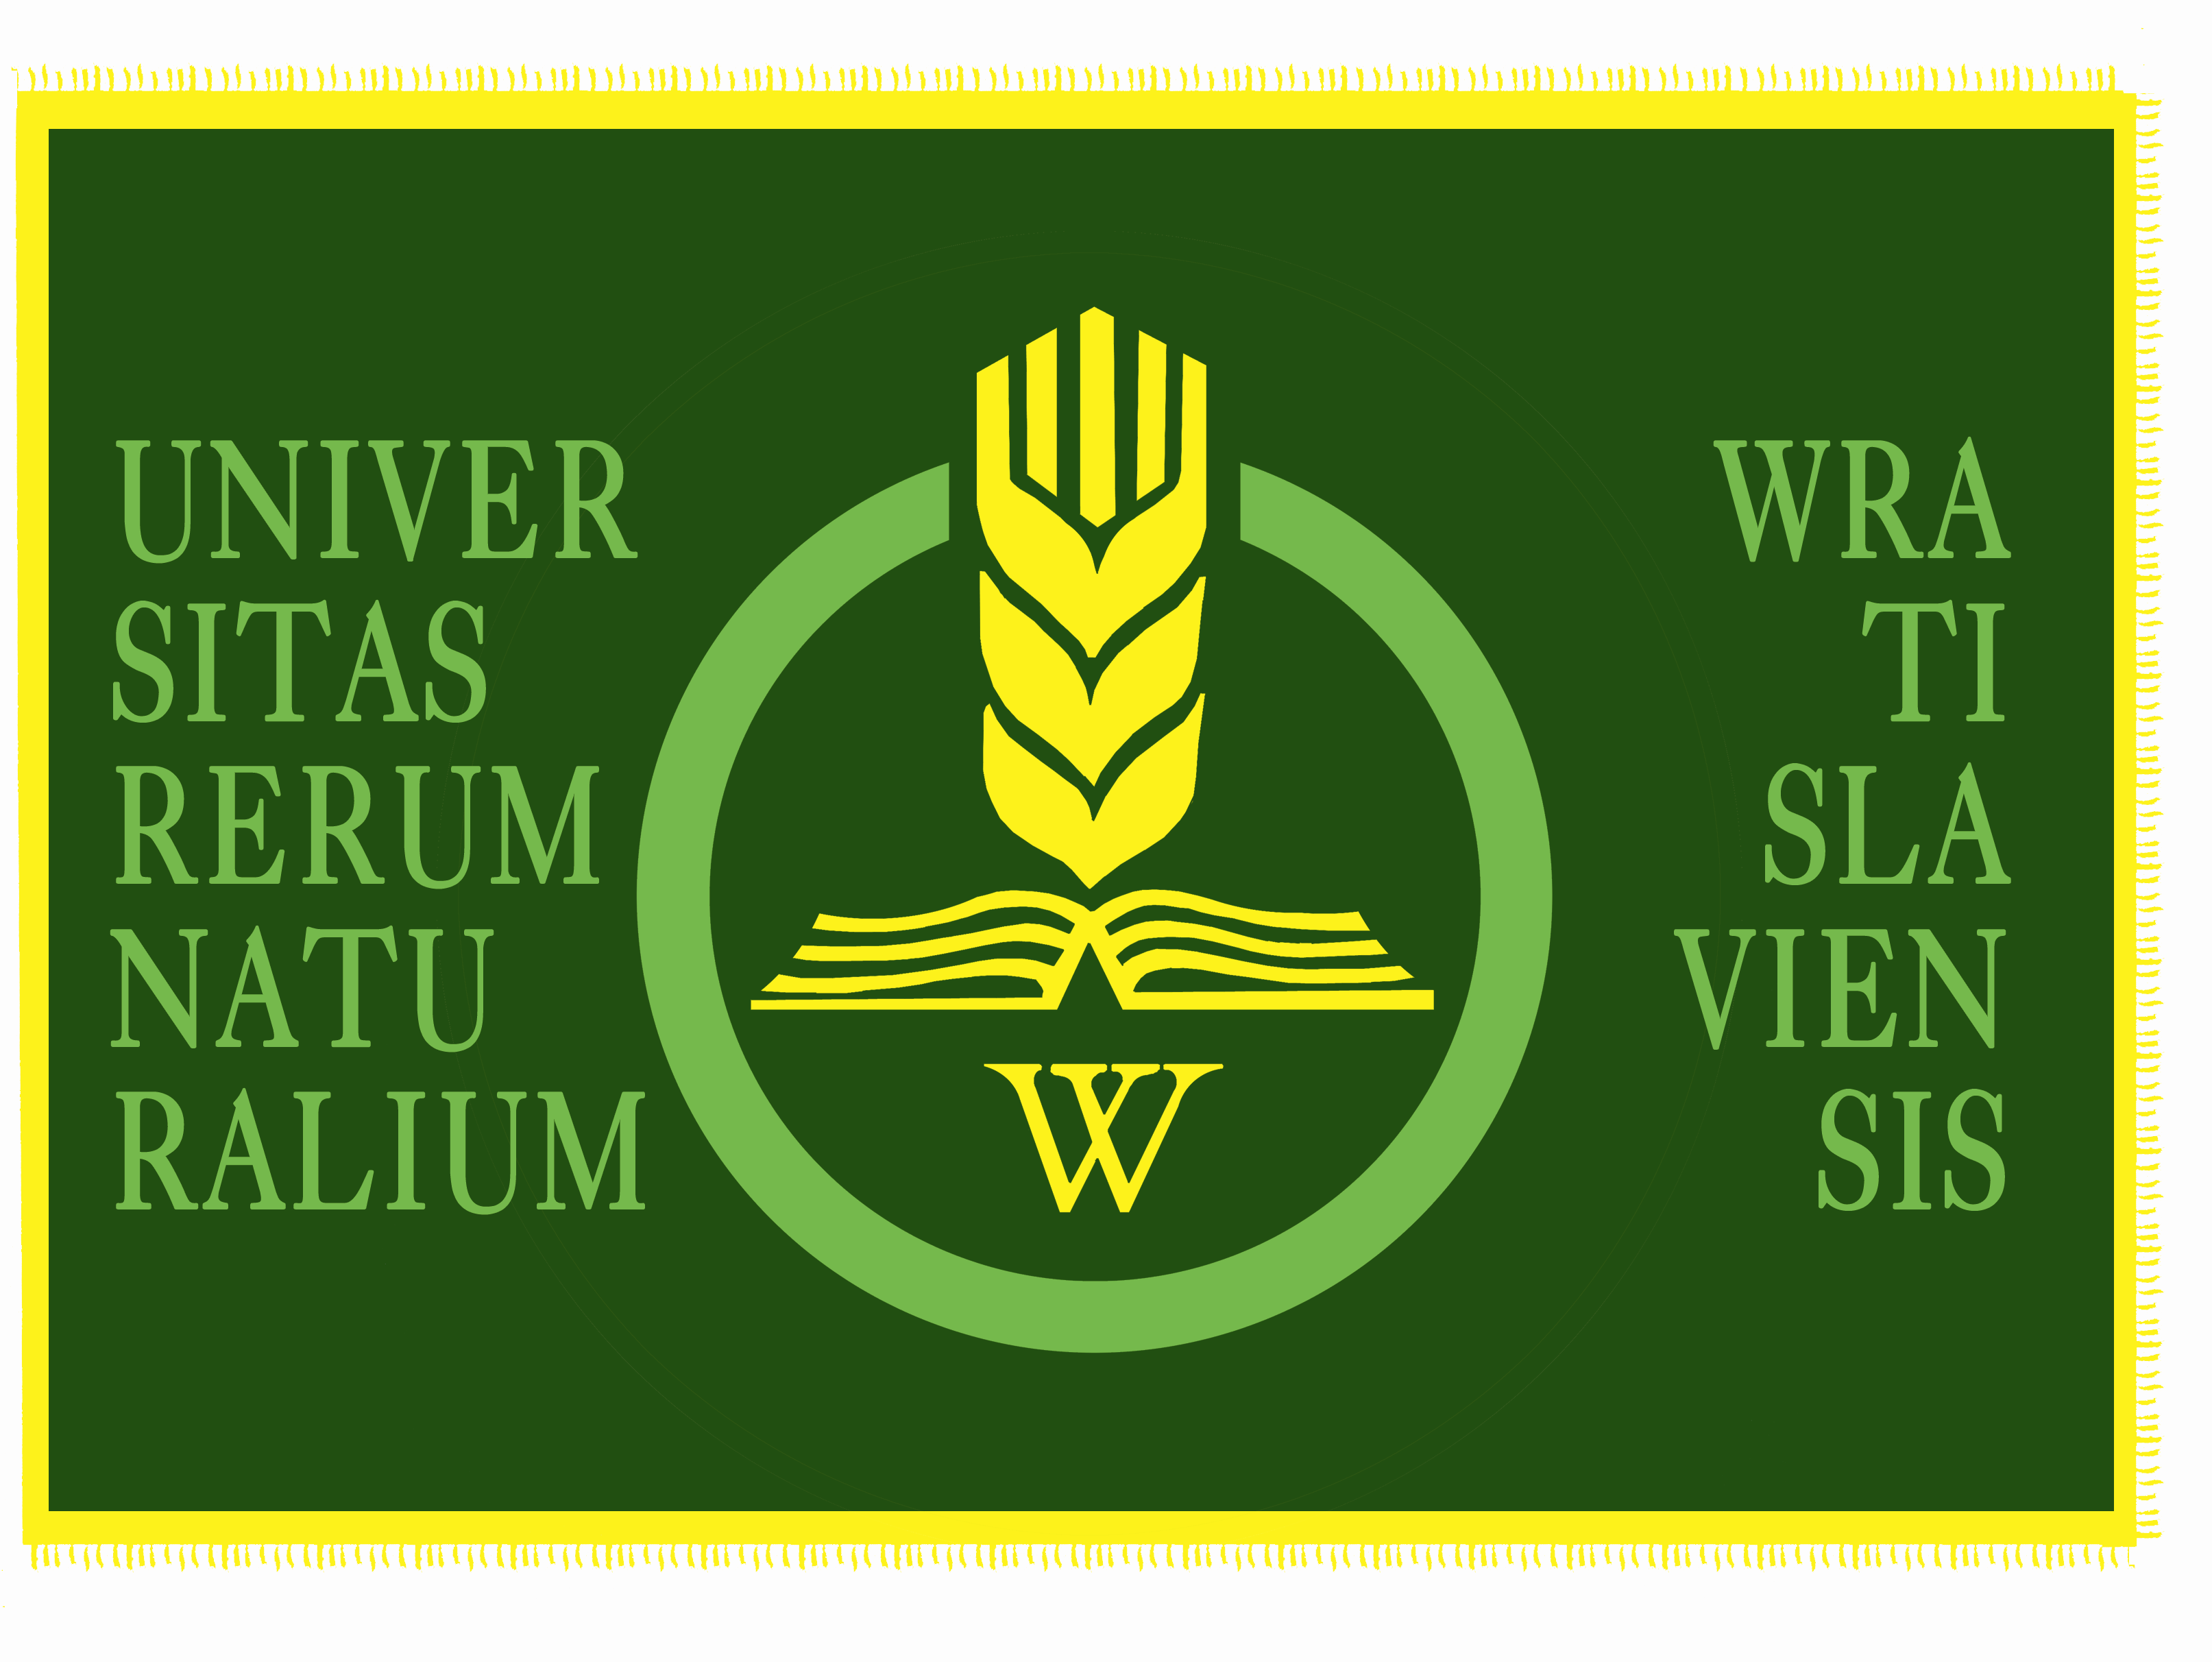 UNIVER
SITAS
RERUM
NATU
RALIUM
W
WRA
TI
SLA
VIEN
SIS